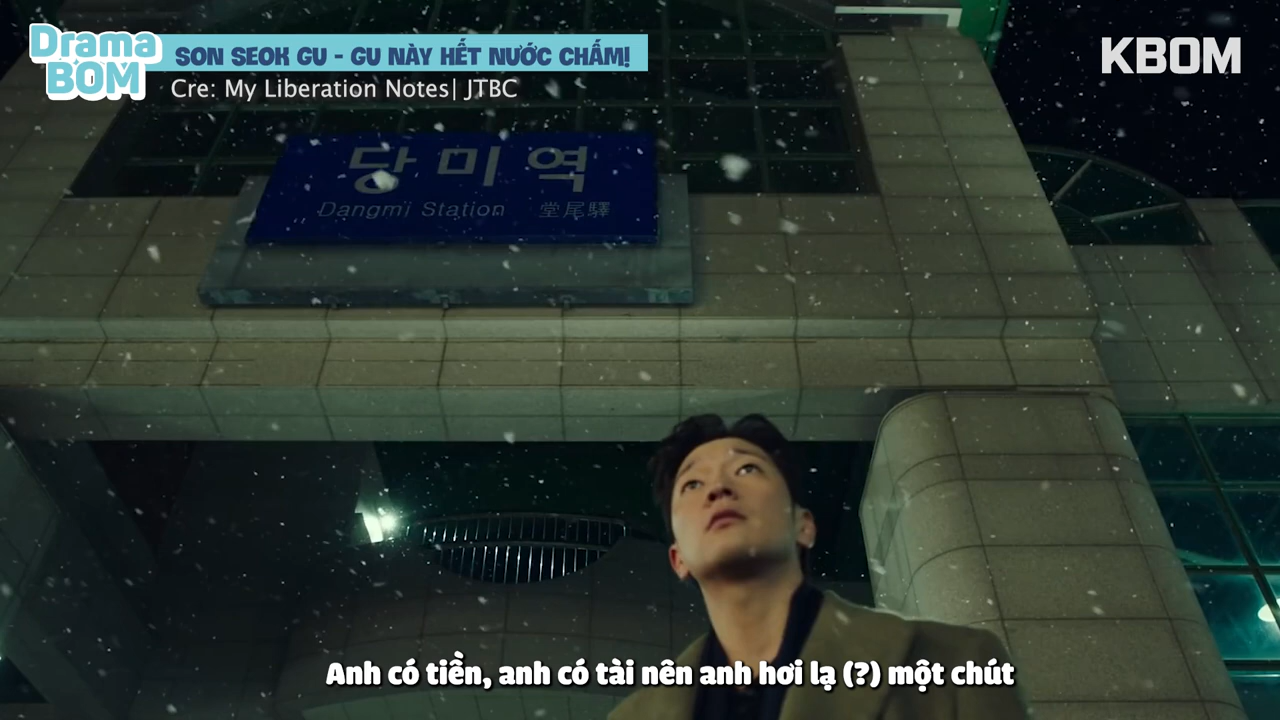 Drama
BOM
SON SEOK GU - GU NÀY HẾT NƯỚC CHẤM!
KBOM
Cre: My Liberation Notes| JTBC
당미역
Dangmi Station 堂尾驛
Anh có tiền, anh có tài nên anh hơi lạ (?) một chút